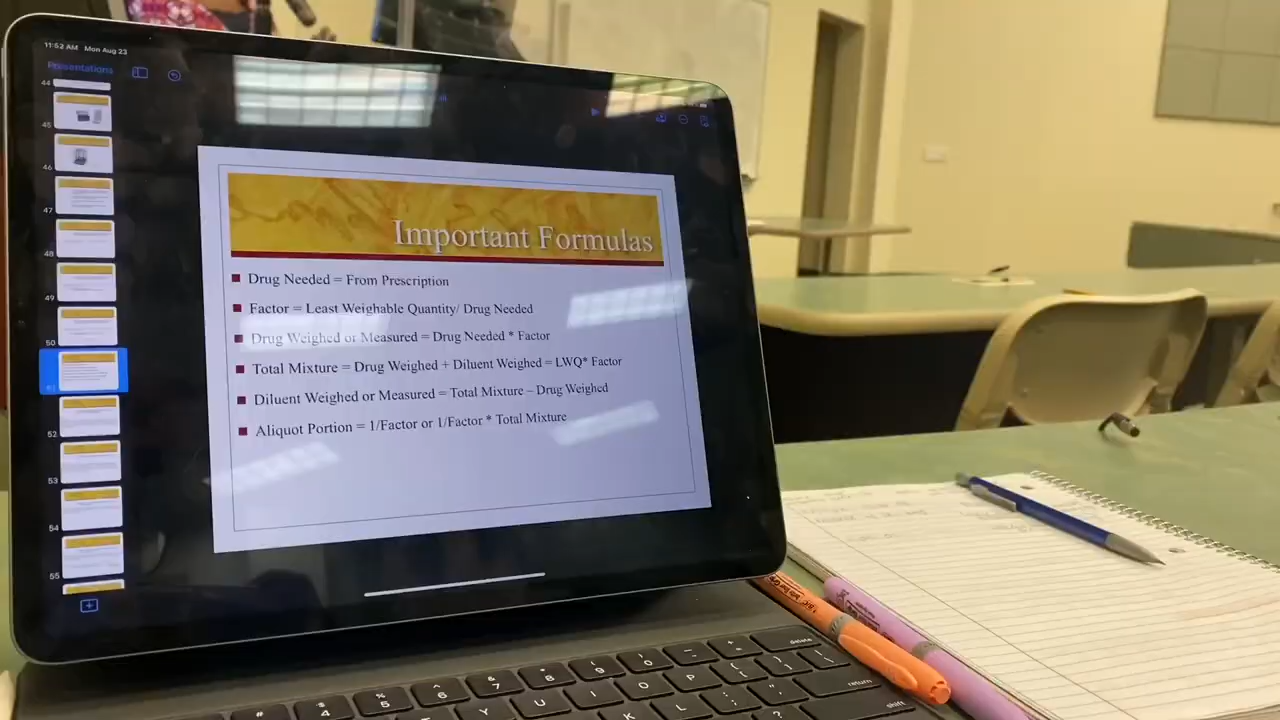 11:52 AM Mon Aug 23
Presentations
44
45
46
47
48
49
50
52
53
54
55
Important Formulas
Drug Needed = From Prescription
Factor = Least Weighable Quantity/ Drug Needed
Drug Weighed or Measured = Drug Needed * Factor
Total Mixture = Drug Weighed + Diluent Weighed = LWQ* Factor
Diluent Weighed or Measured = Total Mixture – Drug Weighed
Aliquot Portion = 1/Factor or 1/Factor * Total Mixture
delete
return
shift